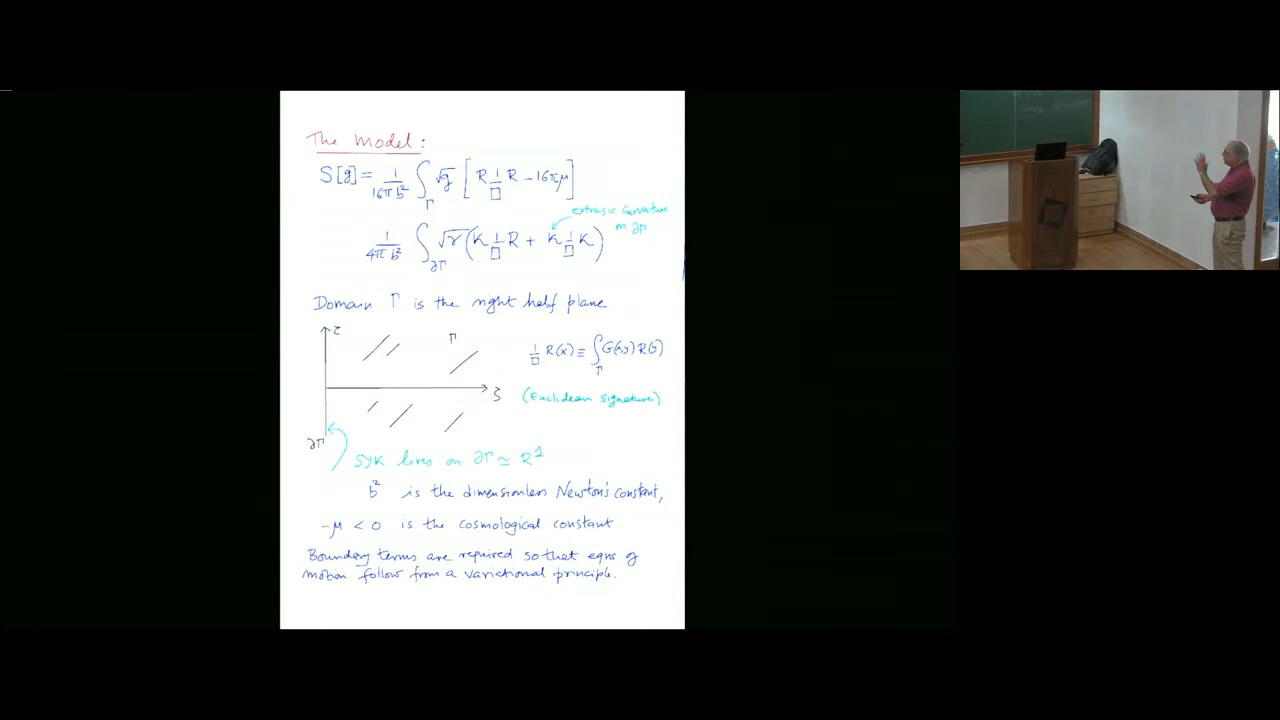 The Model:
S[g] = 1/16πb² ∫_Γ √g [R 1/□ R − 16πμ]
1/4πb² ∫_∂Γ √γ (K 1/□ R + K 1/□ K)
extrinsic curvature
on ∂Γ
Domain Γ is the right half plane
τ
Γ
1/□ R(x) ≡ ∫_Γ G(x,y) R(y)
ζ
(Euclidean signature)
∂Γ
SYK lives on ∂Γ ≃ R¹
b² is the dimensionless Newton's constant,
-μ < 0 is the cosmological constant.
Boundary terms are required so that eqns of
motion follow from a variational principle.